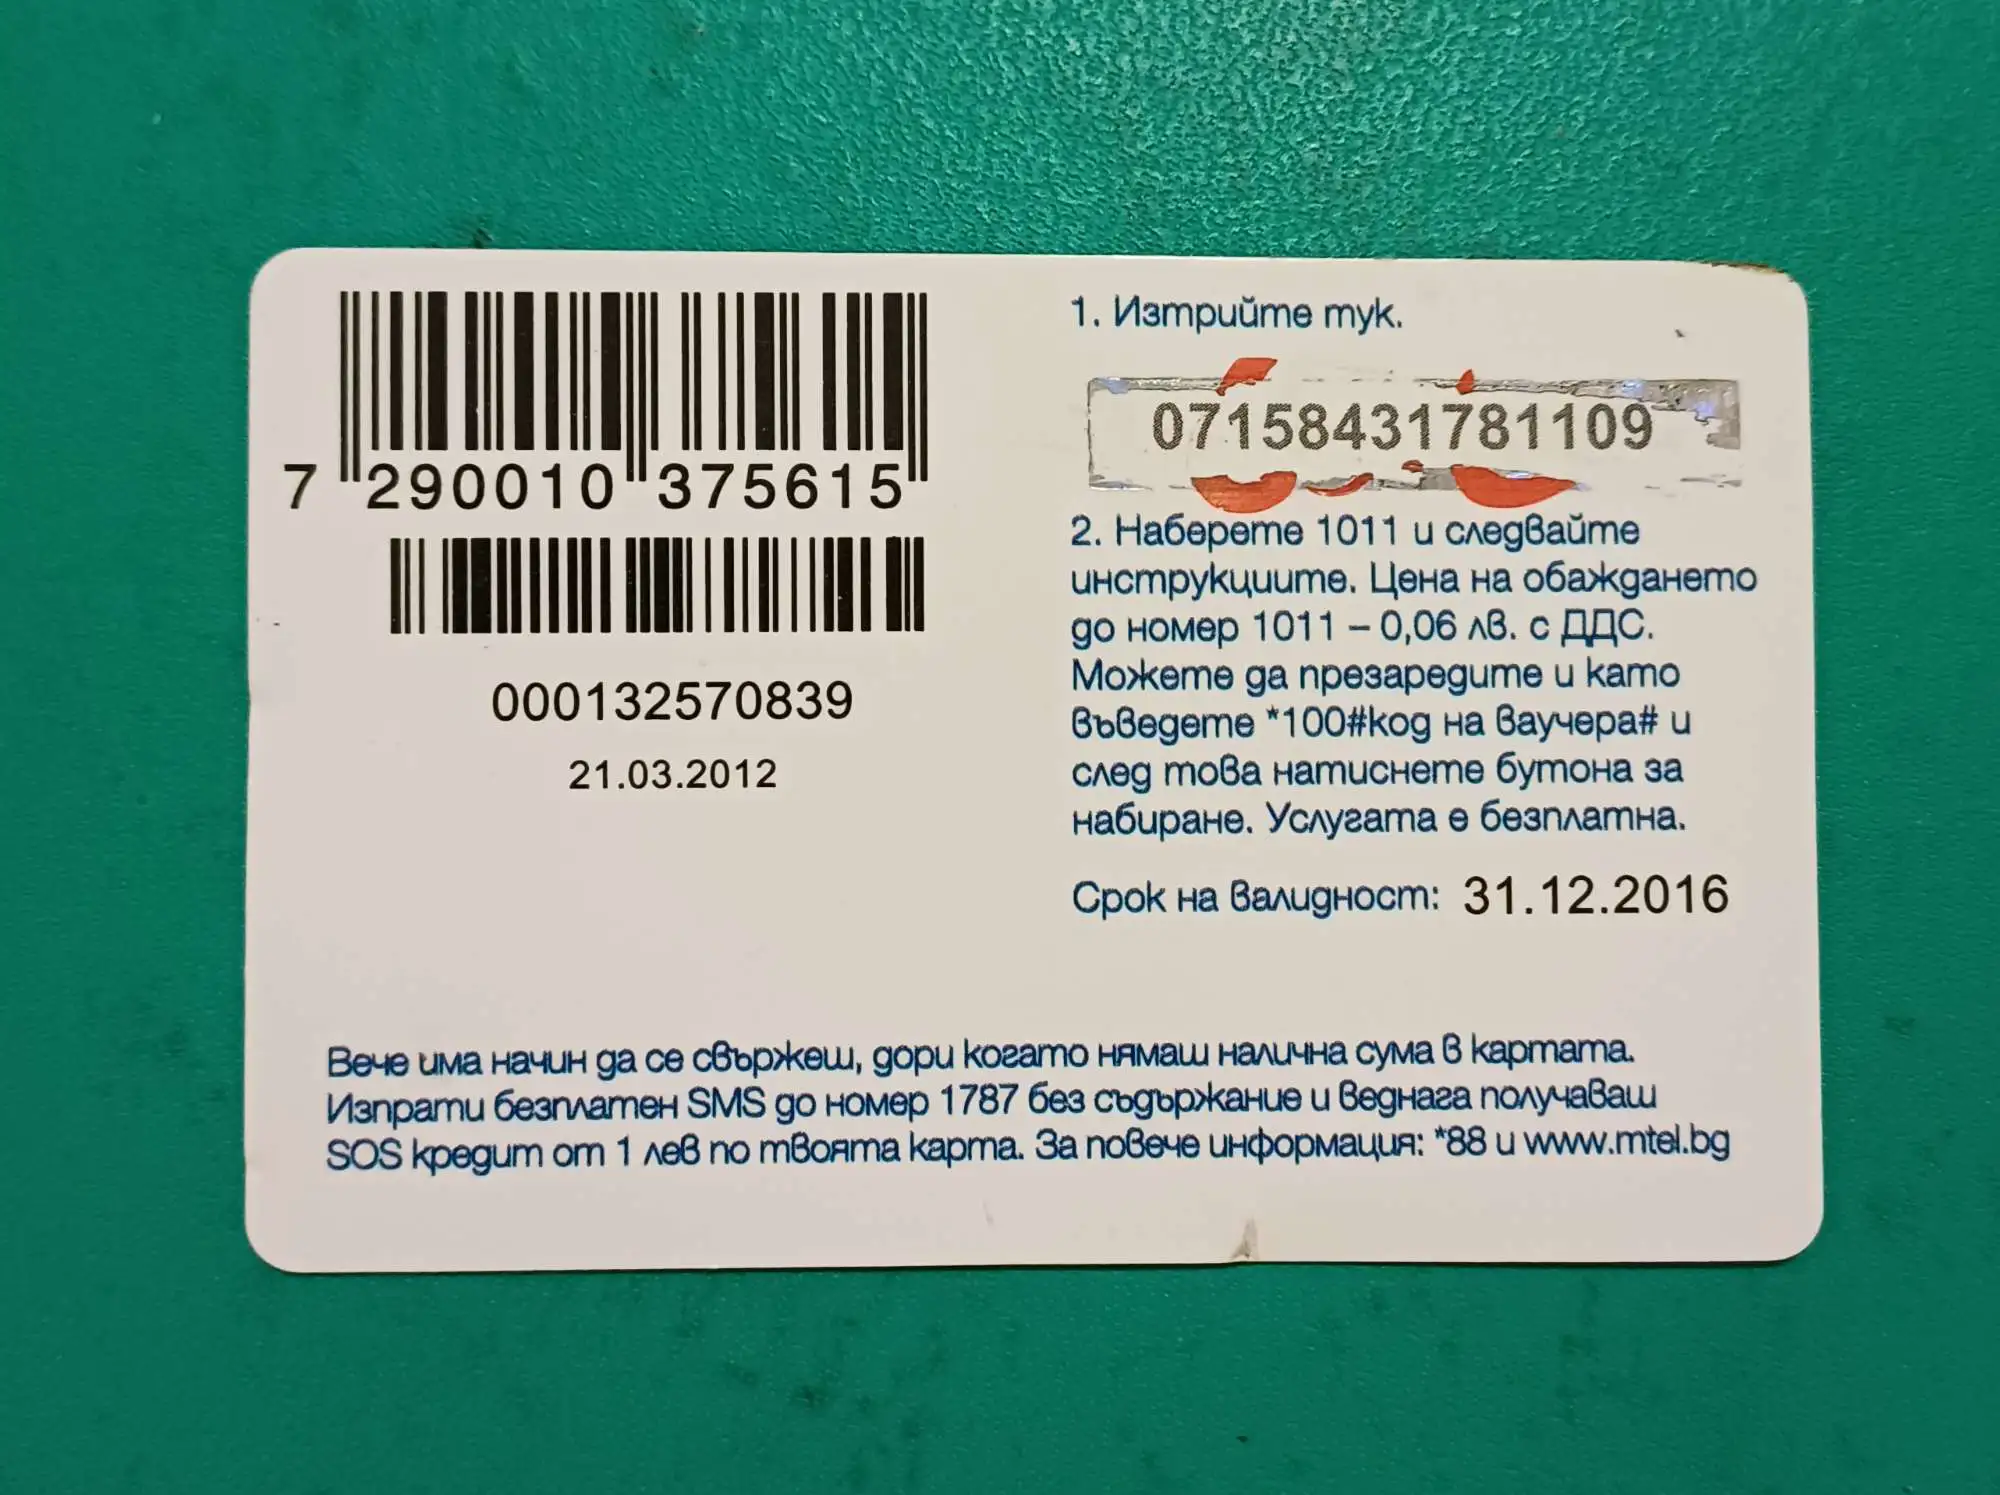 7 290010 375615
000132570839
21.03.2012
1. Изтрийте тук.
07158431781109
2. Наберете 1011 и следвайте
инструкциите. Цена на обаждането
до номер 1011 – 0,06 лв. с ДДС.
Можете да презаредите и като
въведете *100#код на ваучера# и
след това натиснете бутона за
набиране. Услугата е безплатна.
Срок на валидност: 31.12.2016
Вече има начин да се свържеш, дори когато нямаш налична сума в картата.
Изпрати безплатен SMS до номер 1787 без съдържание и веднага получаваш
SOS кредит от 1 лев по твоята карта. За повече информация: *88 и www.mtel.bg